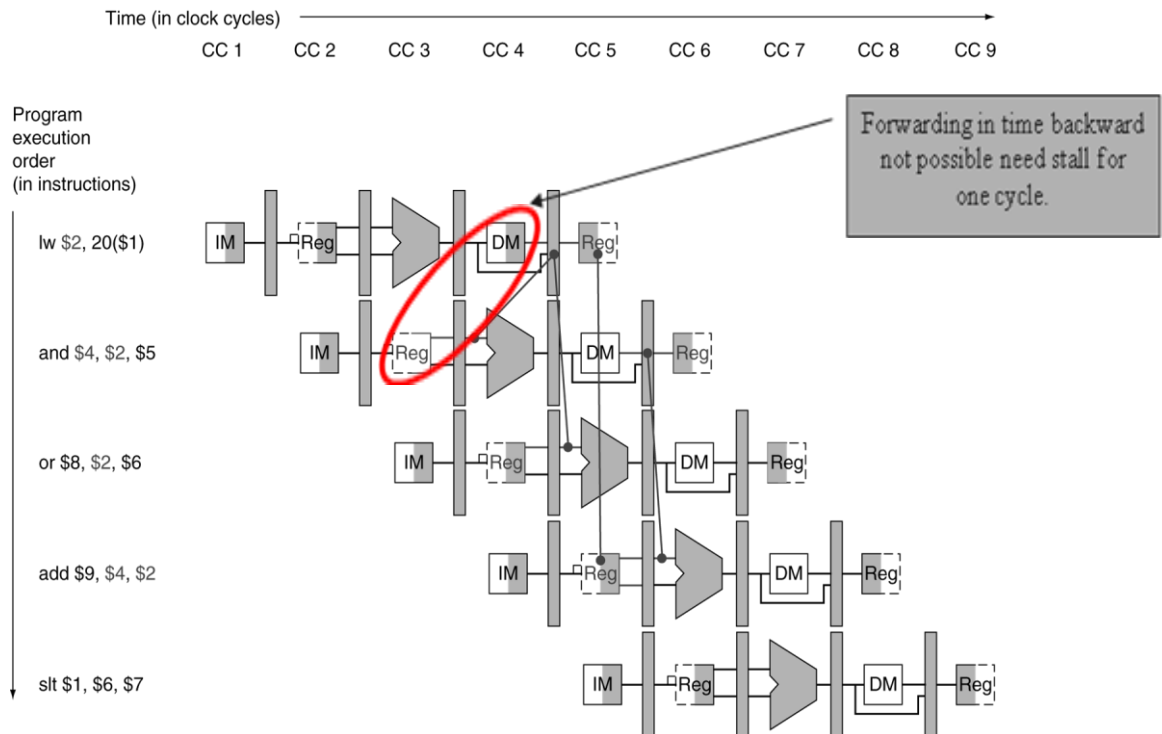 Time (in clock cycles)
CC 1 CC 2 CC 3 CC 4 CC 5 CC 6 CC 7 CC 8 CC 9
Program
execution
order
(in instructions)
Forwarding in time backward
not possible need stall for
one cycle.
lw $2, 20($1) IM Reg DM Reg
and $4, $2, $5 IM Reg DM Reg
or $8, $2, $6 IM Reg DM Reg
add $9, $4, $2 IM Reg DM Reg
slt $1, $6, $7 IM Reg DM Reg